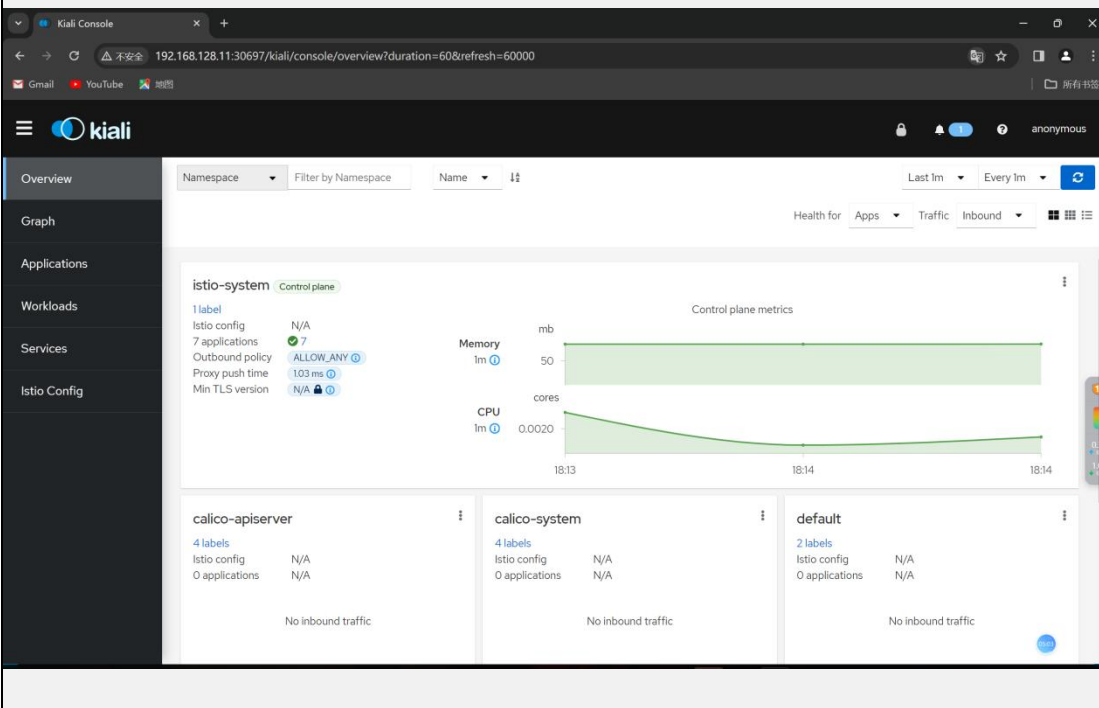 Kiali Console
不安全 192.168.128.11:30697/kiali/console/overview?duration=60&refresh=60000
Gmail YouTube 地图 所有书签
kiali 1 anonymous
Overview
Graph
Applications
Workloads
Services
Istio Config
Namespace Filter by Namespace Name Last 1m Every 1m
Health for Apps Traffic Inbound
istio-system Control plane
1 label
Istio config N/A
7 applications 7
Outbound policy ALLOW_ANY
Proxy push time 1.03 ms
Min TLS version N/A
Control plane metrics
mb
Memory
1m 50
cores
CPU
1m 0.0020
18:13 18:14 18:14
calico-apiserver
4 labels
Istio config N/A
0 applications N/A
No inbound traffic
calico-system
4 labels
Istio config N/A
0 applications N/A
No inbound traffic
default
2 labels
Istio config N/A
0 applications N/A
No inbound traffic